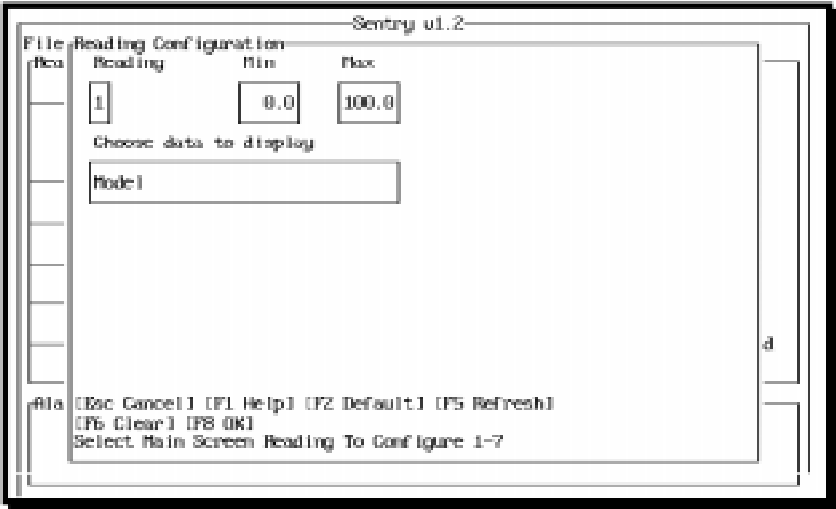 Sentry v1.2
File Reading Configuration
Rea Reading Min Max
1 0.0 100.0
Choose data to display
Model
d
Ala [Esc Cancel] [F1 Help] [F2 Default] [F5 Refresh]
[F6 Clear] [F8 OK]
Select Main Screen Reading To Configure 1-7